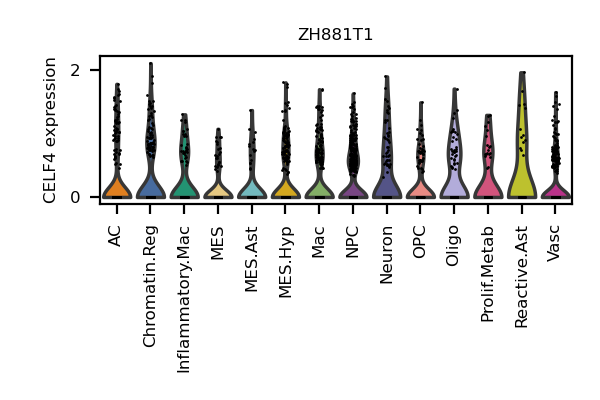 ZH881T1
CELF4 expression
2
0
AC
Chromatin.Reg
Inflammatory.Mac
MES
MES.Ast
MES.Hyp
Mac
NPC
Neuron
OPC
Oligo
Prolif.Metab
Reactive.Ast
Vasc